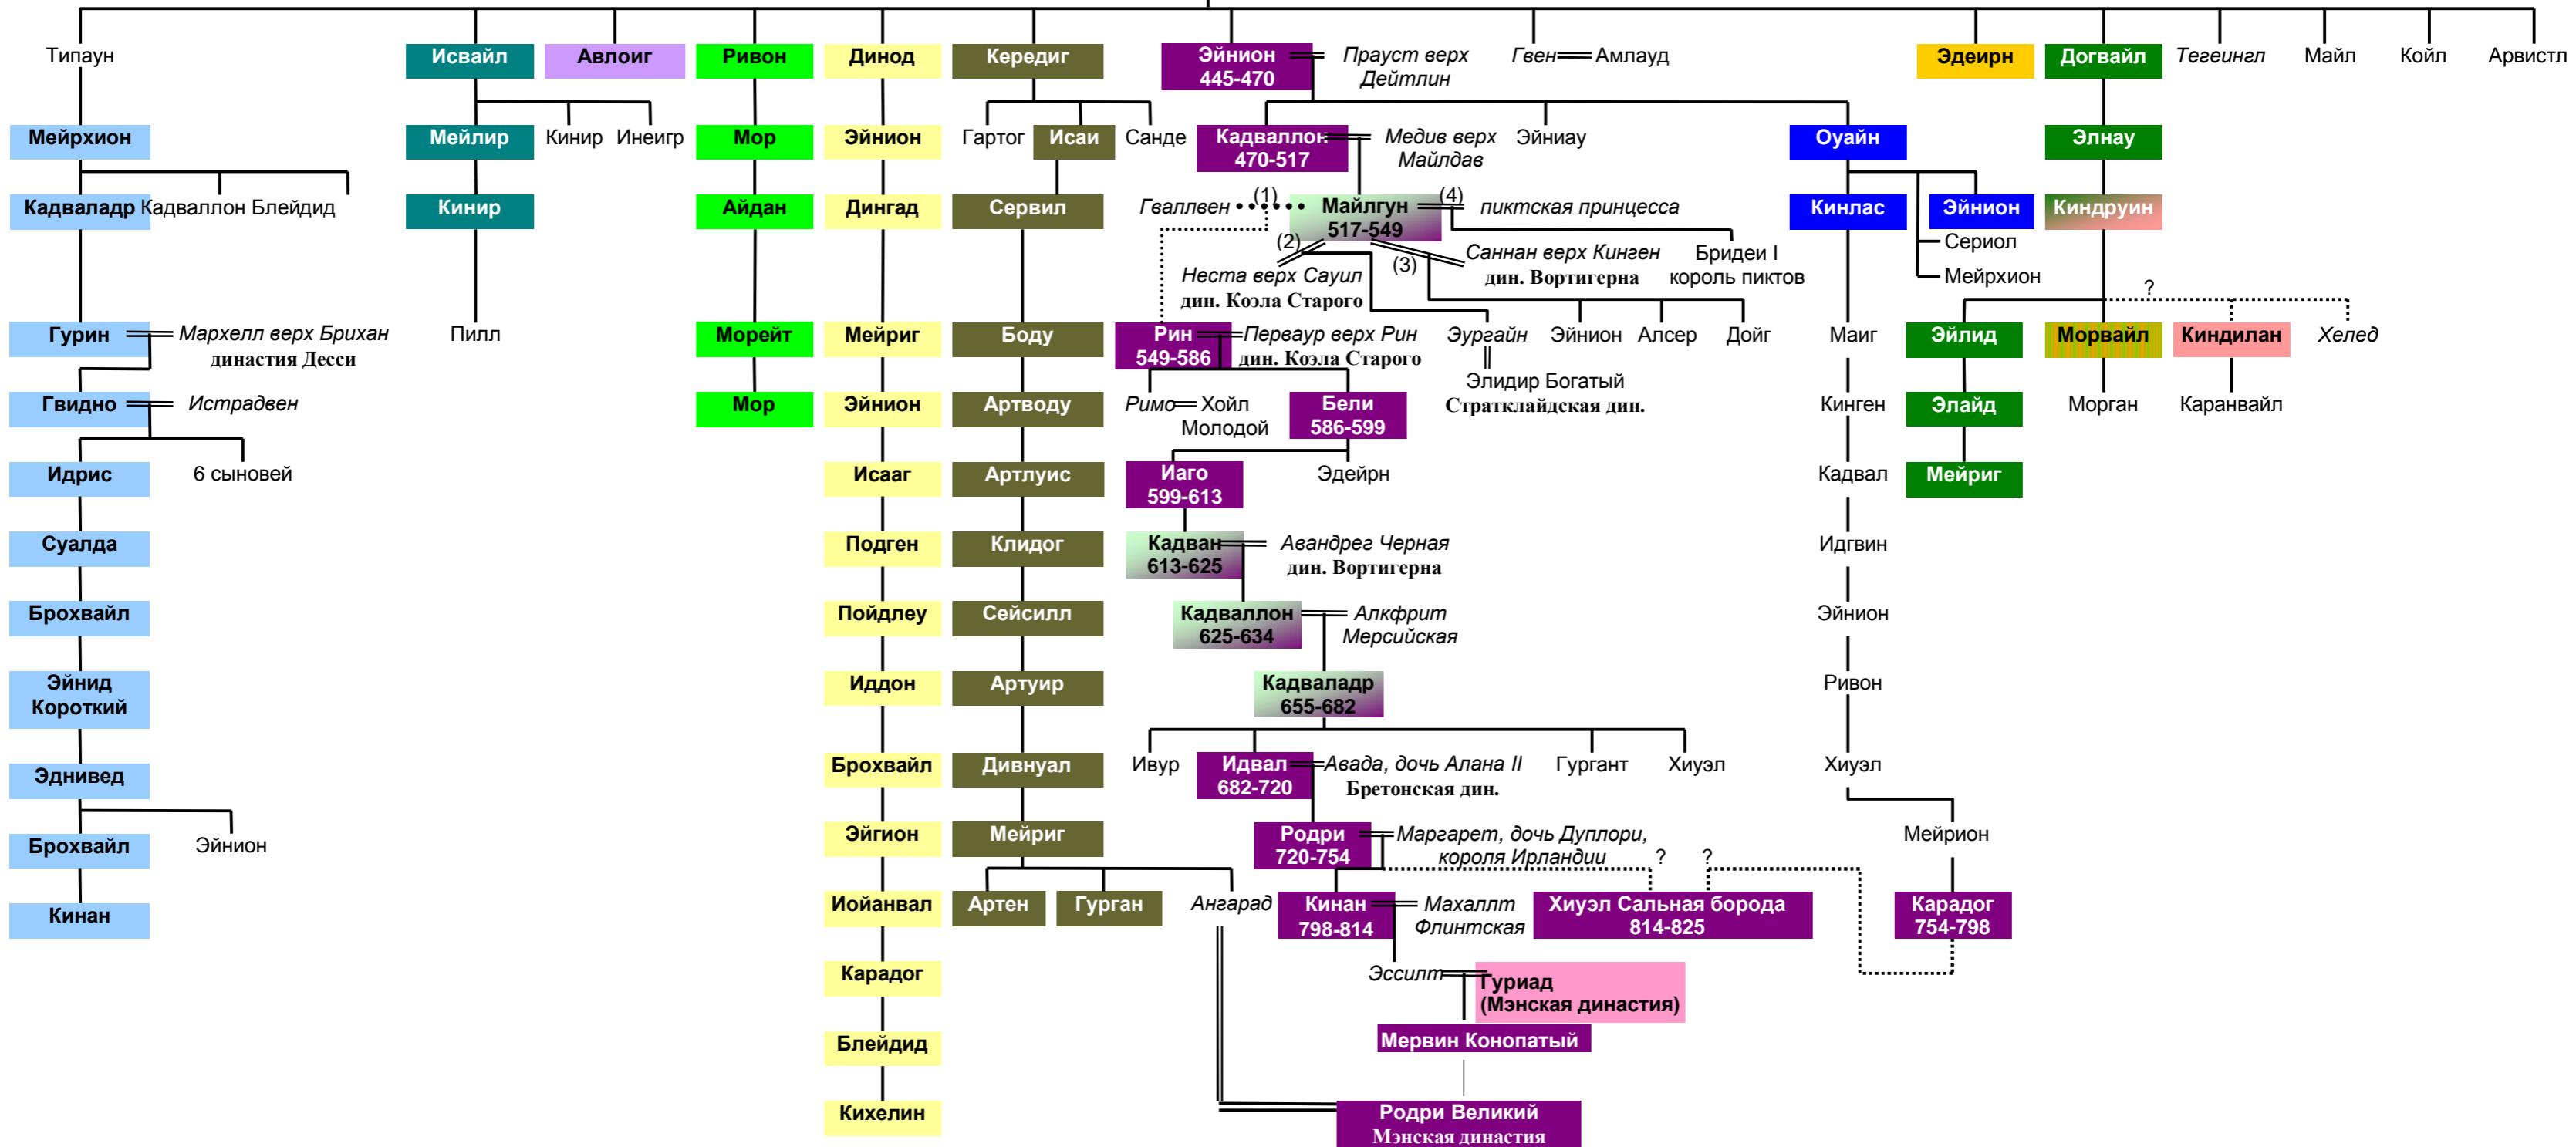 Типаун
Исвайл
Авлоиг
Ривон
Динод
Кередиг
Эйнион
445-470
Прауст верх
Дейтлин
Гвен
Амлауд
Эдеирн
Догвайл
Тегеингл
Майл
Койл
Арвистл
Мейрхион
Мейлир
Кинир
Инеигр
Мор
Эйнион
Гартог
Исаи
Санде
Кадваллон
470-517
Медив верх
Майлдав
Эйниау
Оуайн
Элнау
Кадваладр
Кадваллон
Блейдид
Кинир
Айдан
Дингад
Сервил
Гваллвен
(1)
Майлгун
517-549
(4)
пиктская принцесса
Кинлас
Эйнион
Киндруин
(2)
(3)
Неста верх Сауил
дин. Коэла Старого
Саннан верх Кинген
дин. Вортигерна
Бридеи I
король пиктов
Сериол
Мейрхион
?
Гурин
Мархелл верх Брихан
династия Десси
Пилл
Морейт
Мейриг
Боду
Рин
549-586
Перваур верх Рин
дин. Коэла Старого
Эургайн
Эйнион
Алсер
Дойг
Маиг
Эйлид
Морвайл
Киндилан
Хелед
Элидир Богатый
Стратклайдская дин.
Гвидно
Истрадвен
Мор
Эйнион
Артводу
Римо
Хойл
Молодой
Бели
586-599
Кинген
Элайд
Морган
Каранвайл
Идрис
6 сыновей
Исааг
Артлуис
Иаго
599-613
Эдейрн
Кадвал
Мейриг
Суалда
Подген
Клидог
Кадван
613-625
Авандрег Черная
дин. Вортигерна
Идгвин
Брохвайл
Пойдлеу
Сейсилл
Кадваллон
625-634
Алкфрит
Мерсийская
Эйнион
Эйнид
Короткий
Иддон
Артуир
Кадваладр
655-682
Ривон
Эднивед
Брохвайл
Дивнуал
Ивур
Идвал
682-720
Авада, дочь Алана II
Бретонская дин.
Гургант
Хиуэл
Хиуэл
Брохвайл
Эйнион
Эйгион
Мейриг
Родри
720-754
Маргарет, дочь Дуплори,
короля Ирландии
?
?
Мейрион
Кинан
Иойанвал
Артен
Гурган
Ангарад
Кинан
798-814
Махаллт
Флинтская
Хиуэл Сальная борода
814-825
Карадог
754-798
Карадог
Эссилт
Гуриад
(Мэнская династия)
Блейдид
Мервин Конопатый
Кихелин
Родри Великий
Мэнская династия